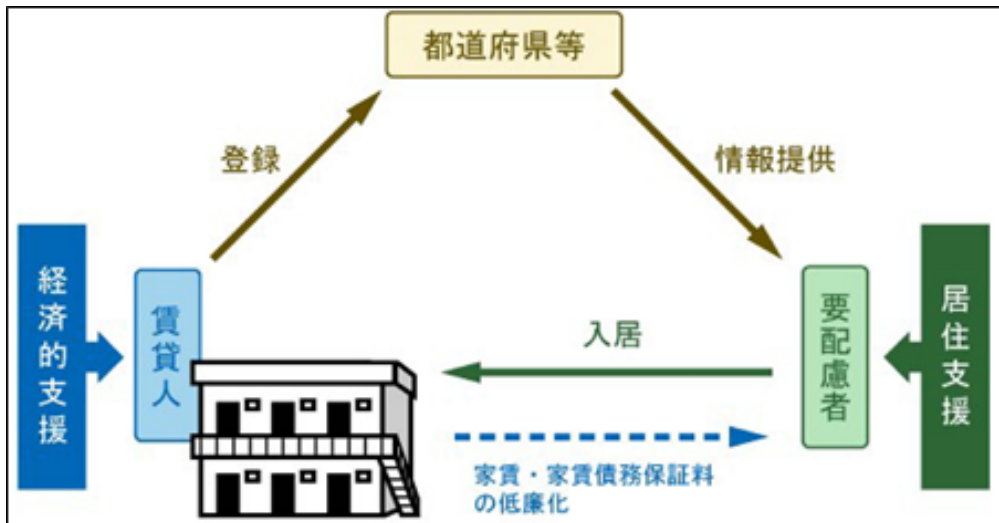 都道府県等
登録
情報提供
経済的支援
賃貸人
入居
要配慮者
居住支援
家賃・家賃債務保証料
の低廉化